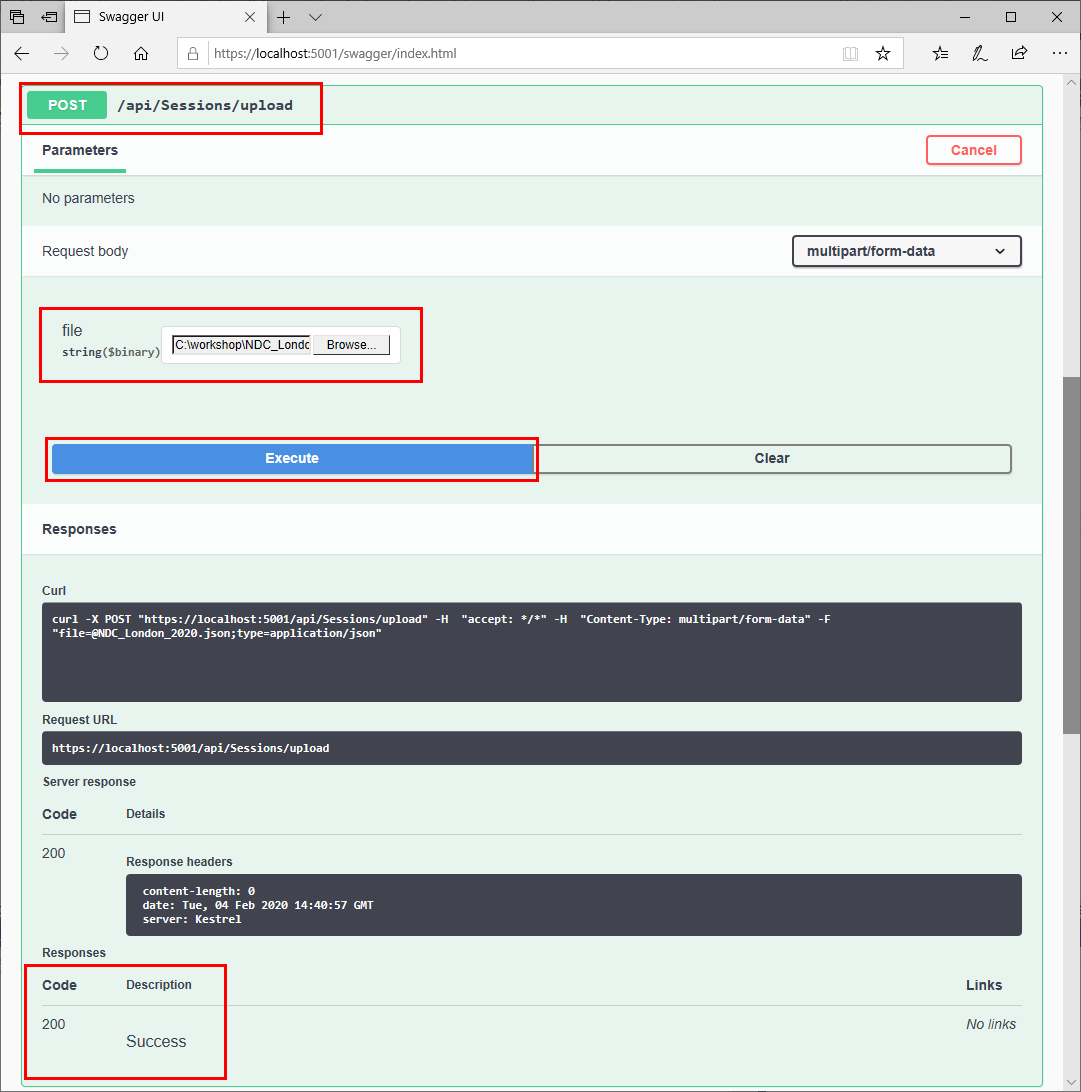 Swagger UI
https://localhost:5001/swagger/index.html
POST /api/Sessions/upload
Parameters
Cancel
No parameters
Request body
multipart/form-data
file
string($binary)
C:\workshop\NDC_Londo
Browse...
Execute
Clear
Responses
Curl
curl -X POST "https://localhost:5001/api/Sessions/upload" -H  "accept: */*" -H  "Content-Type: multipart/form-data" -F
"file=@NDC_London_2020.json;type=application/json"
Request URL
https://localhost:5001/api/Sessions/upload
Server response
Code Details
200
Response headers
content-length: 0
date: Tue, 04 Feb 2020 14:40:57 GMT
server: Kestrel
Responses
Code Description Links
200 No links
Success